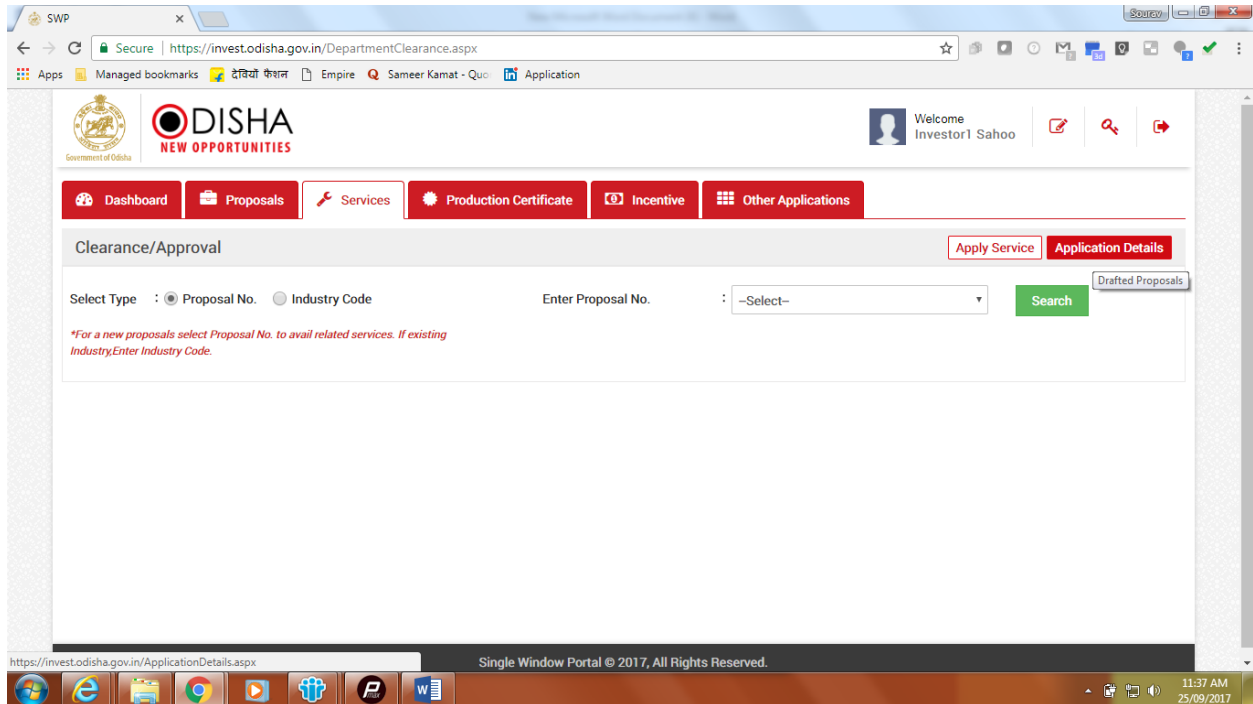 SWP
Sourav
Secure | https://invest.odisha.gov.in/DepartmentClearance.aspx
Apps Managed bookmarks देवियों फैशन Empire Sameer Kamat - Quo Application
Government of Odisha
ODISHA
NEW OPPORTUNITIES
Welcome
Investor1 Sahoo
Dashboard Proposals Services Production Certificate Incentive Other Applications
Clearance/Approval Apply Service Application Details
Drafted Proposals
Select Type : Proposal No. Industry Code Enter Proposal No. : --Select-- Search
*For a new proposals select Proposal No. to avail related services. If existing
Industry,Enter Industry Code.
https://invest.odisha.gov.in/ApplicationDetails.aspx
Single Window Portal © 2017, All Rights Reserved.
11:37 AM
25/09/2017